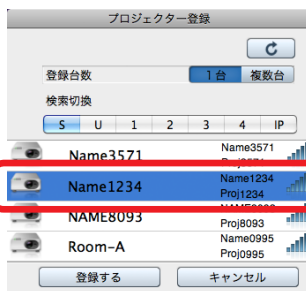 プロジェクター登録
登録台数 1台 複数台
検索切換
S U 1 2 3 4 IP
Name3571 Name3571
Name1234 Name1234
Proj1234
NAME8093
Proj8093
Room-A Name0995
Proj0995
登録する キャンセル